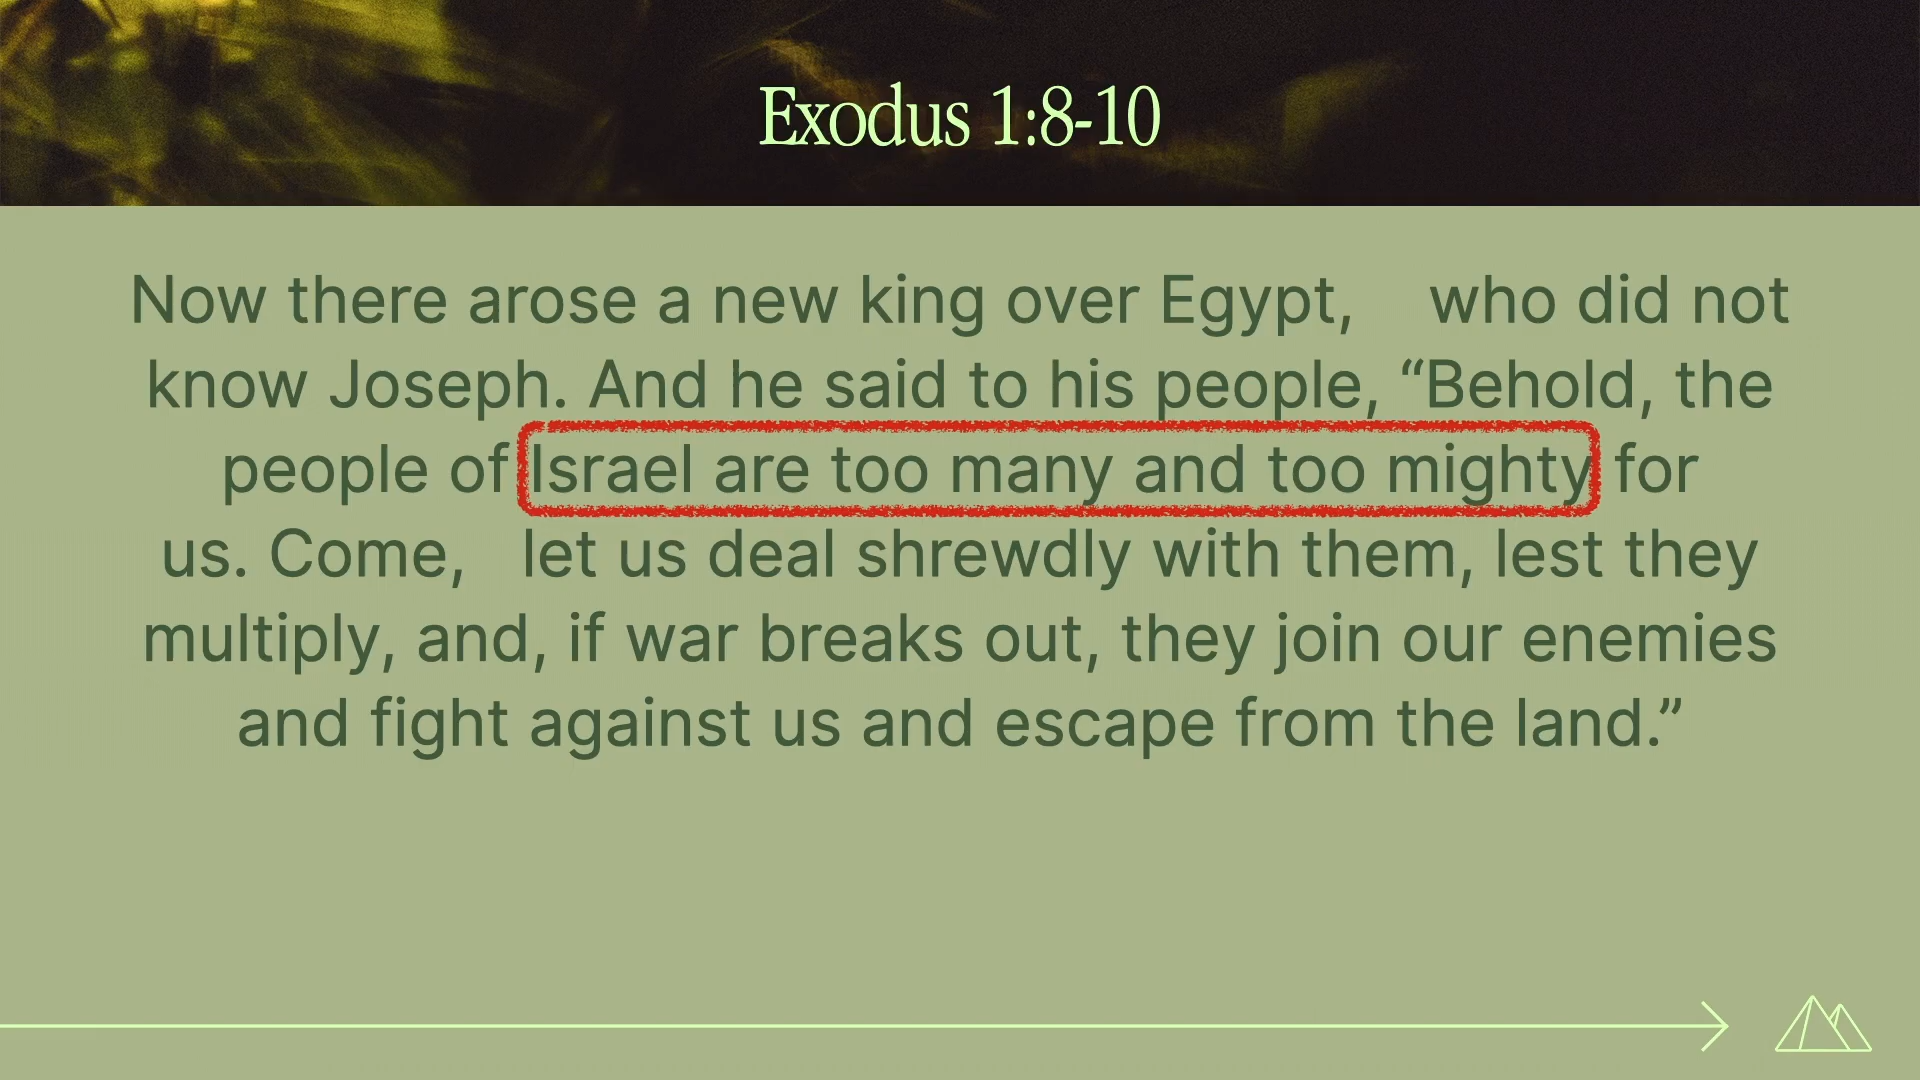 Exodus 1:8-10
Now there arose a new king over Egypt, who did not
know Joseph. And he said to his people, “Behold, the
people of Israel are too many and too mighty for
us. Come, let us deal shrewdly with them, lest they
multiply, and, if war breaks out, they join our enemies
and fight against us and escape from the land.”